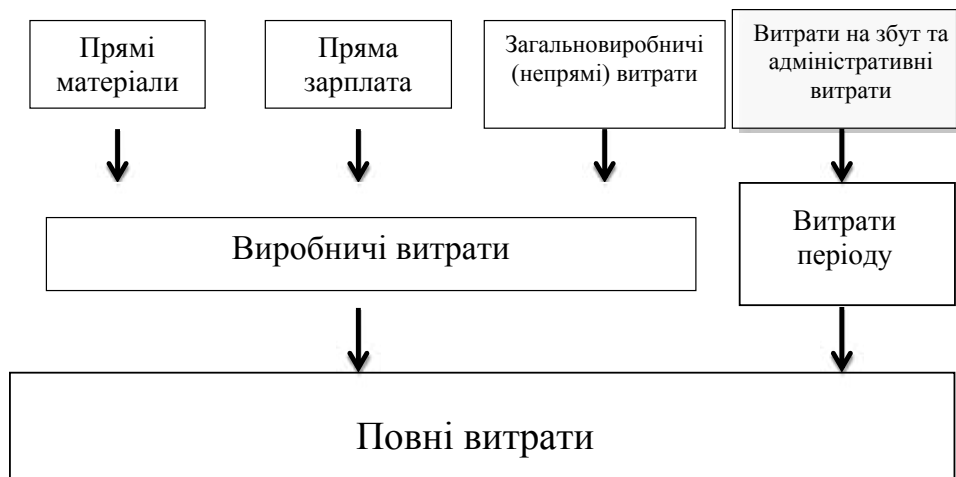 Прямі
матеріали
Пряма
зарплата
Загальновиробничі
(непрямі) витрати
Витрати на збут та
адміністративні
витрати
Виробничі витрати
Витрати
періоду
Повні витрати